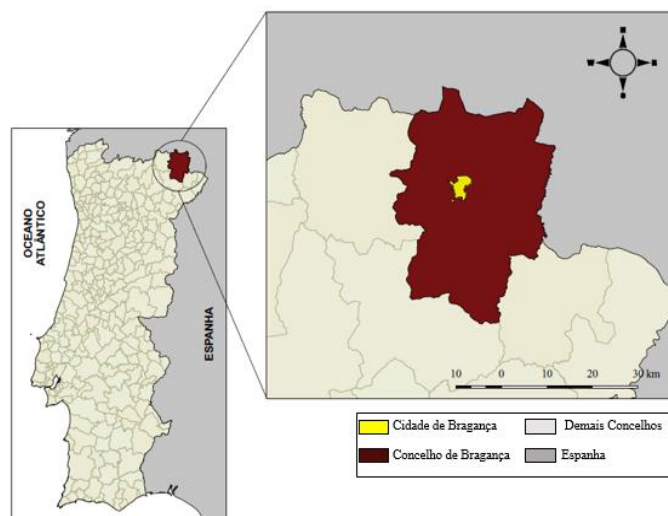 OCEANO
ATLÂNTICO
ESPANHA
10 0 10 20 30 km
Cidade de Bragança
Demais Concelhos
Concelho de Bragança
Espanha